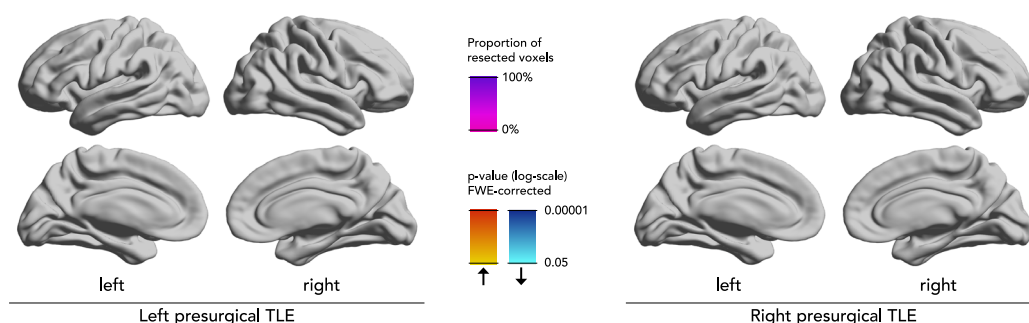 Proportion of
resected voxels
100%
0%
p-value (log-scale)
FWE-corrected
0.00001
0.05
left
right
left
right
Left presurgical TLE
Right presurgical TLE